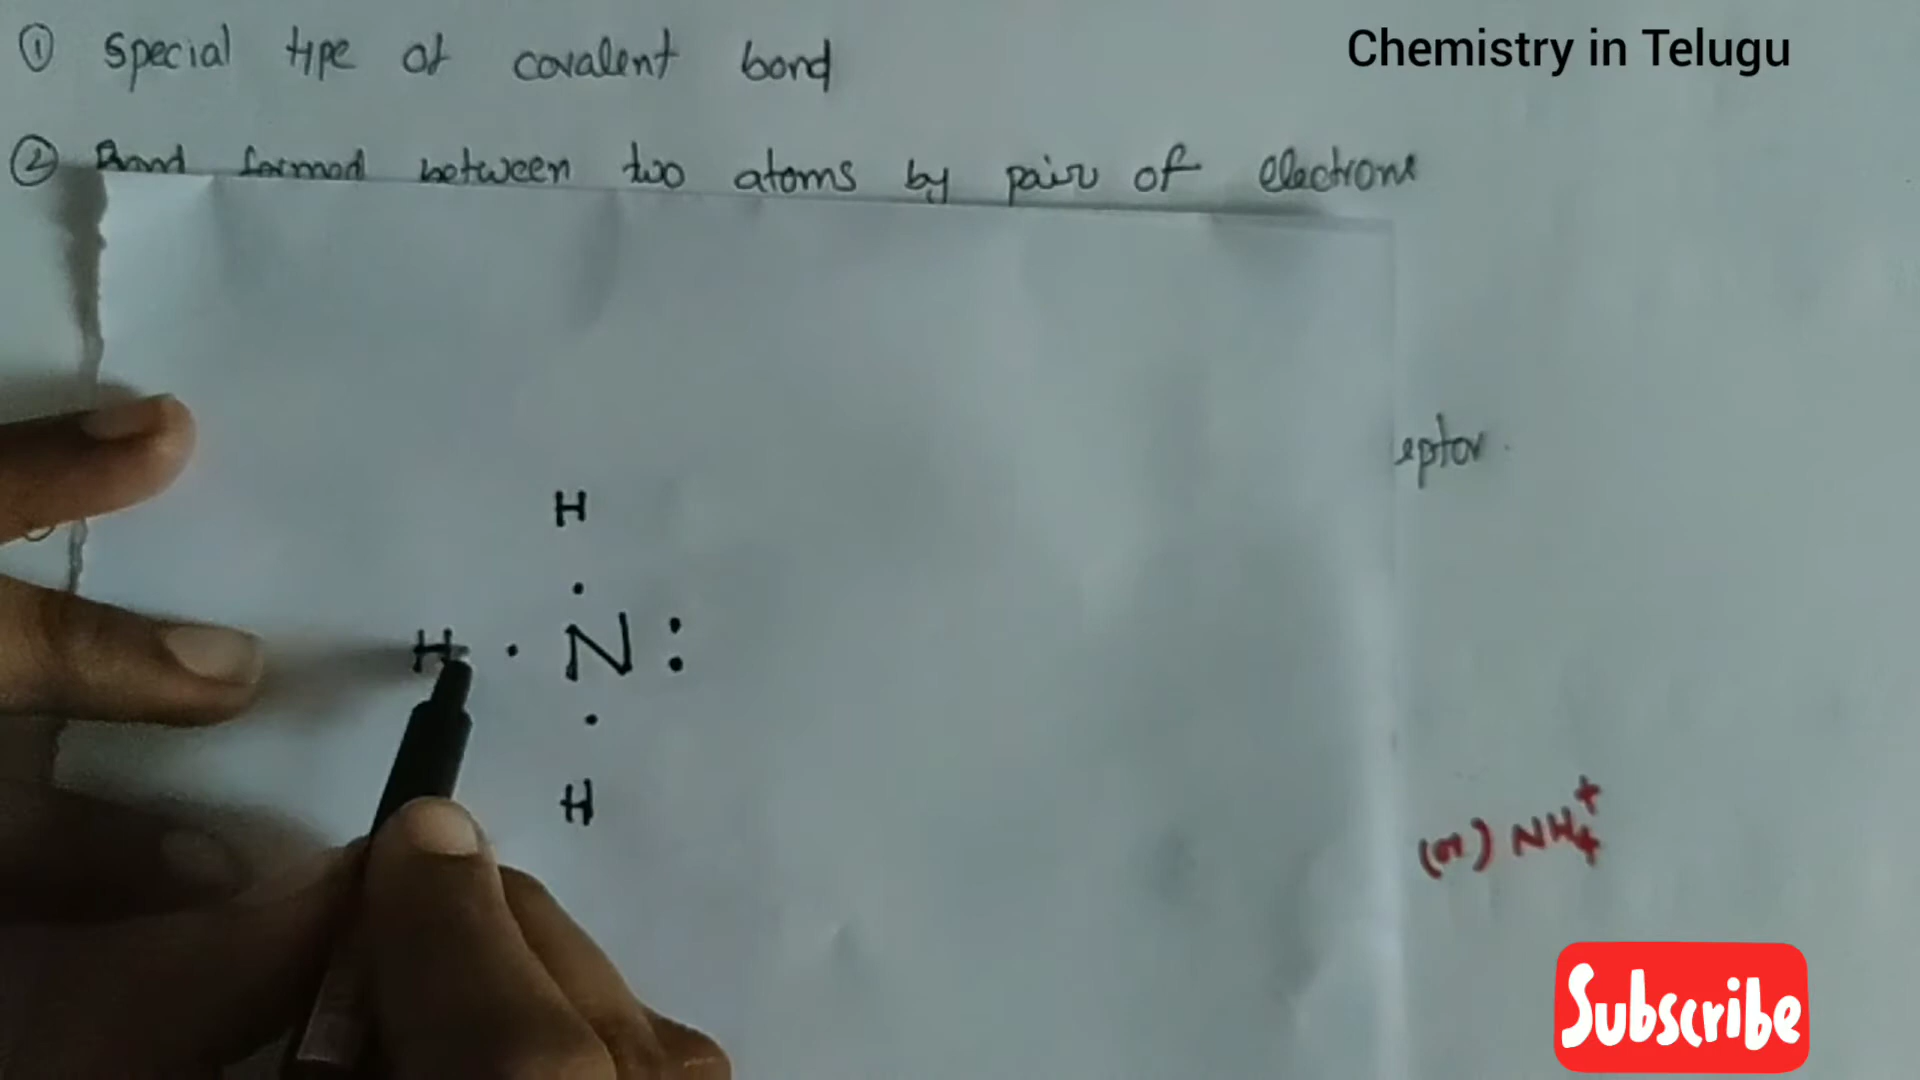 ① Special type of covalent bond
Chemistry in Telugu
② Bond formed between two atoms by pair of electrons
eptor.
H
H · N :
H
(or) NH₄⁺
Subscribe